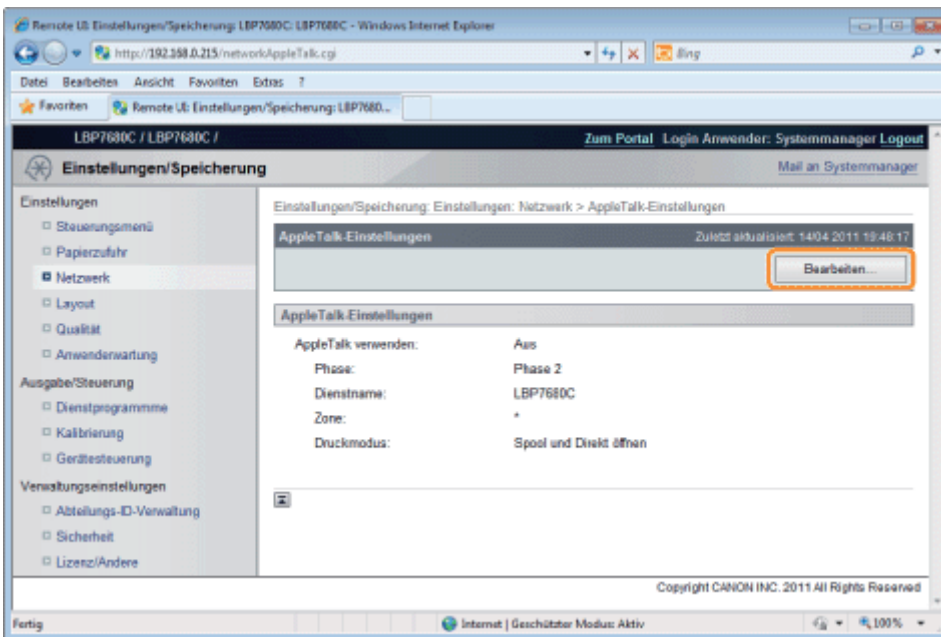 Remote UI: Einstellungen/Speicherung: LBP7680C: LBP7680C - Windows Internet Explorer
http://192.168.0.215/networkAppleTalk.cgi
Bing
Datei Bearbeiten Ansicht Favoriten Extras ?
Favoriten Remote UI: Einstellungen/Speicherung: LBP7680...
LBP7680C / LBP7680C / Zum Portal Login Anwender: Systemmanager Logout
Einstellungen/Speicherung Mail an Systemmanager
Einstellungen
Steuerungsmenü
Papierzufuhr
Netzwerk
Layout
Qualität
Anwenderwartung
Ausgabe/Steuerung
Dienstprogrammme
Kalibrierung
Gerätesteuerung
Verwaltungseinstellungen
Abteilungs-ID-Verwaltung
Sicherheit
Lizenz/Andere
Einstellungen/Speicherung: Einstellungen: Netzwerk > AppleTalk-Einstellungen
AppleTalk-Einstellungen Zuletzt aktualisiert: 14/04 2011 19:48:17
Bearbeiten...
AppleTalk-Einstellungen
AppleTalk verwenden: Aus
Phase: Phase 2
Dienstname: LBP7680C
Zone: *
Druckmodus: Spool und Direkt öffnen
Copyright CANON INC. 2011 All Rights Reserved
Fertig Internet | Geschützter Modus: Aktiv 100%